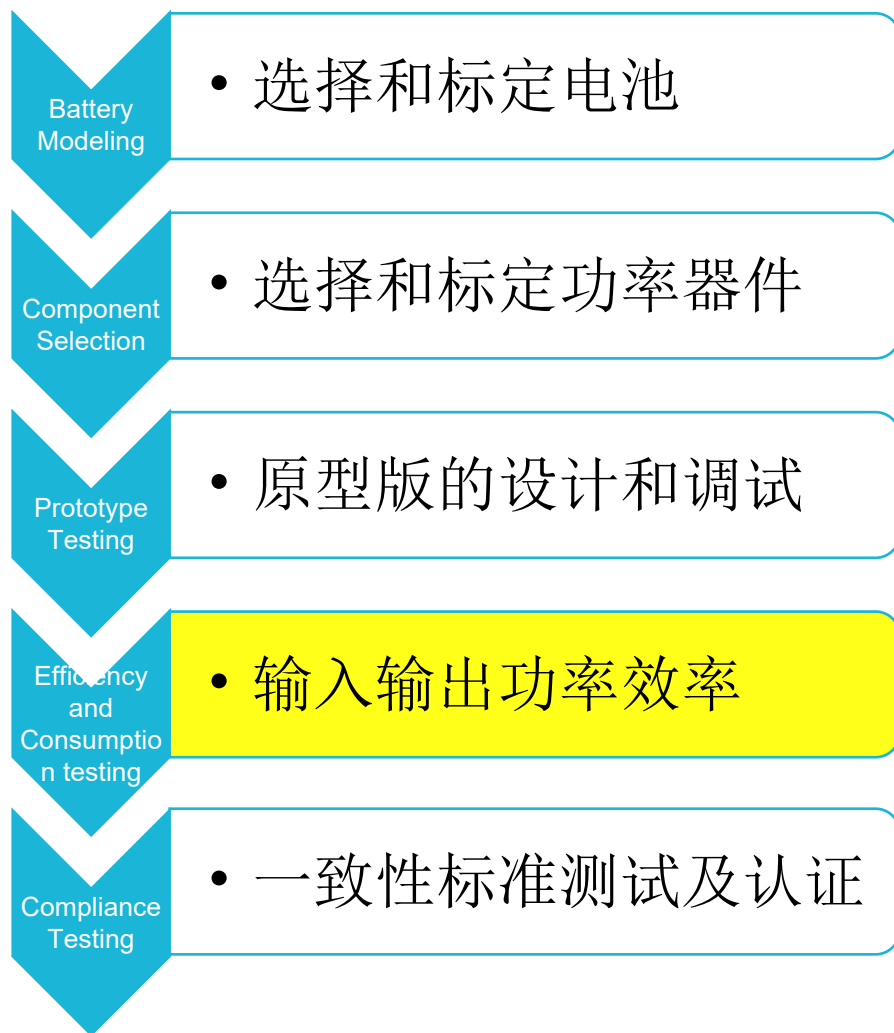 Battery
Modeling
• 选择和标定电池
Component
Selection
• 选择和标定功率器件
Prototype
Testing
• 原型版的设计和调试
Efficiency
and
Consumptio
n testing
• 输入输出功率效率
Compliance
Testing
• 一致性标准测试及认证